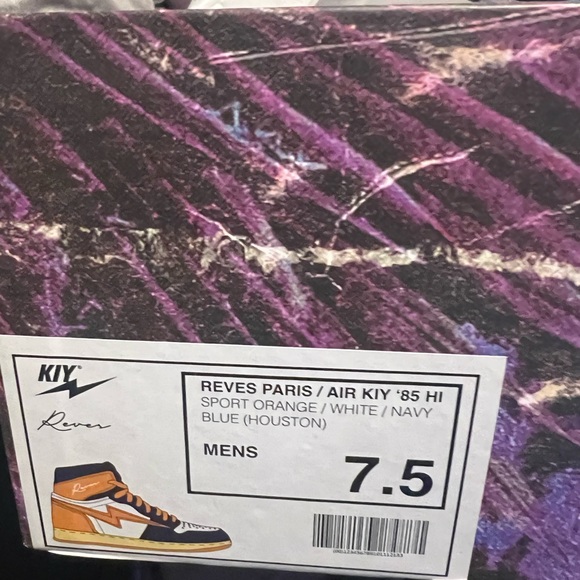 KIY
Reves
REVES PARIS / AIR KIY '85 HI
SPORT ORANGE / WHITE / NAVY
BLUE (HOUSTON)
MENS
7.5